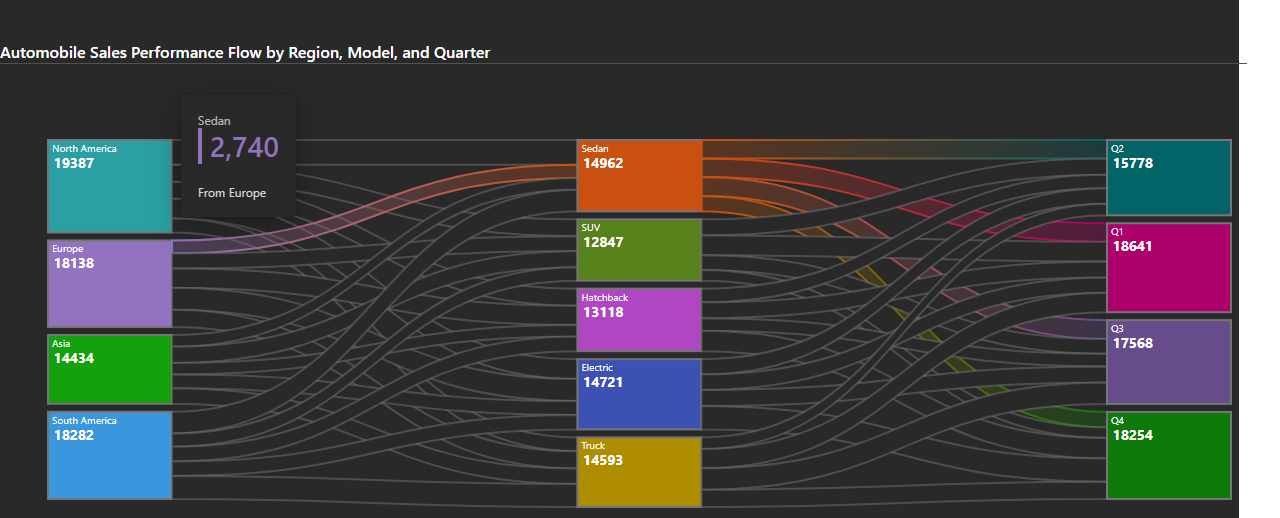 Automobile Sales Performance Flow by Region, Model, and Quarter
Sedan
2,740
From Europe
North America
19387
Europe
18138
Asia
14434
South America
18282
Sedan
14962
SUV
12847
Hatchback
13118
Electric
14721
Truck
14593
Q2
15778
Q1
18641
Q3
17568
Q4
18254